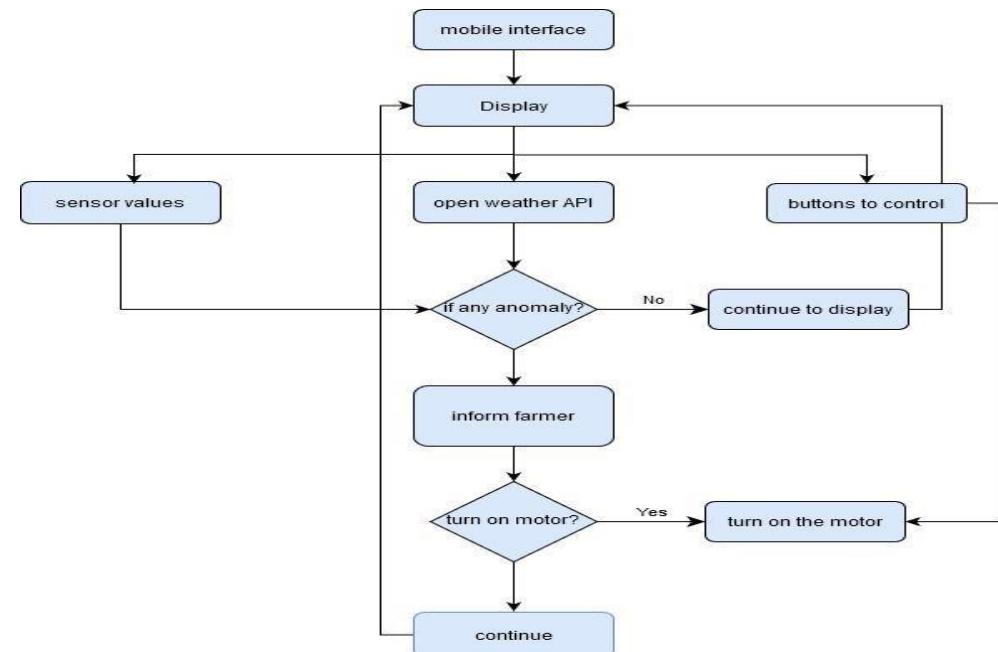 mobile interface
Display
sensor values
open weather API
buttons to control
if any anomaly?
No
continue to display
inform farmer
turn on motor?
Yes
turn on the motor
continue